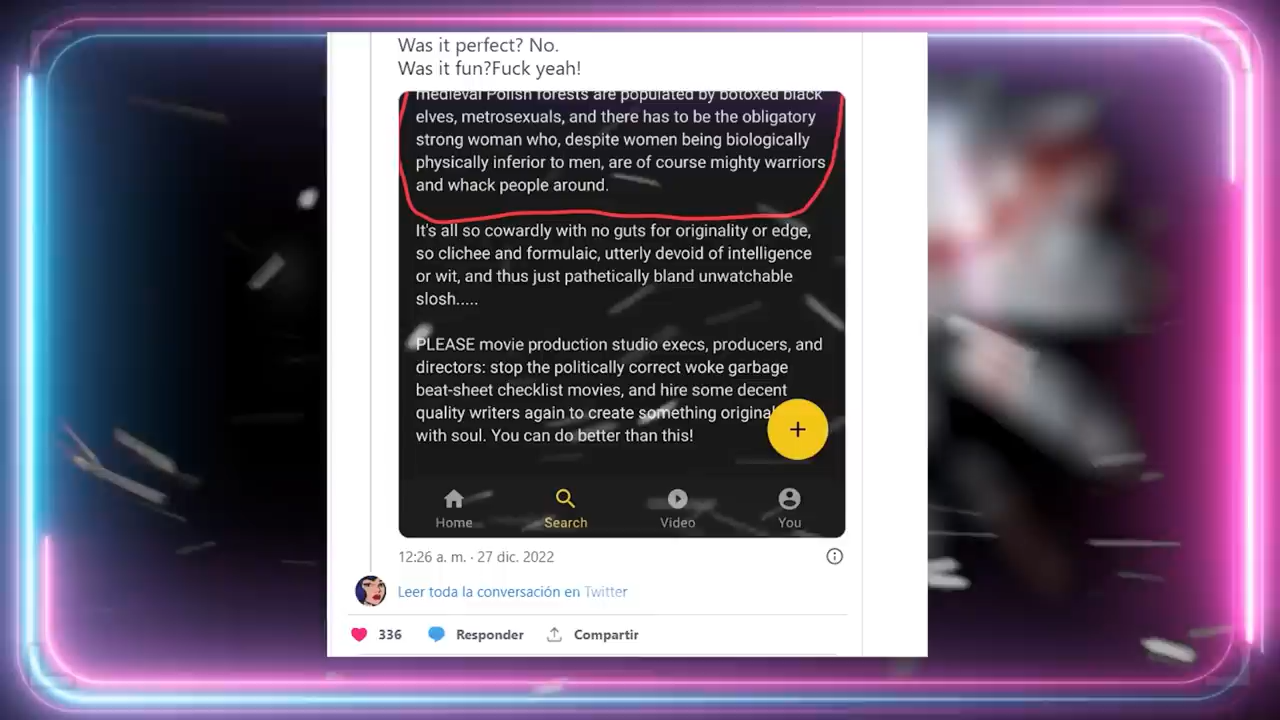 Was it perfect? No.
Was it fun?Fuck yeah!
medieval Polish forests are populated by botoxed black
elves, metrosexuals, and there has to be the obligatory
strong woman who, despite women being biologically
physically inferior to men, are of course mighty warriors
and whack people around.
It's all so cowardly with no guts for originality or edge,
so clichee and formulaic, utterly devoid of intelligence
or wit, and thus just pathetically bland unwatchable
slosh.....
PLEASE movie production studio execs, producers, and
directors: stop the politically correct woke garbage
beat-sheet checklist movies, and hire some decent
quality writers again to create something original
with soul. You can do better than this!
+
Home
Search
Video
You
12:26 a. m. · 27 dic. 2022
Leer toda la conversación en Twitter
336
Responder
Compartir